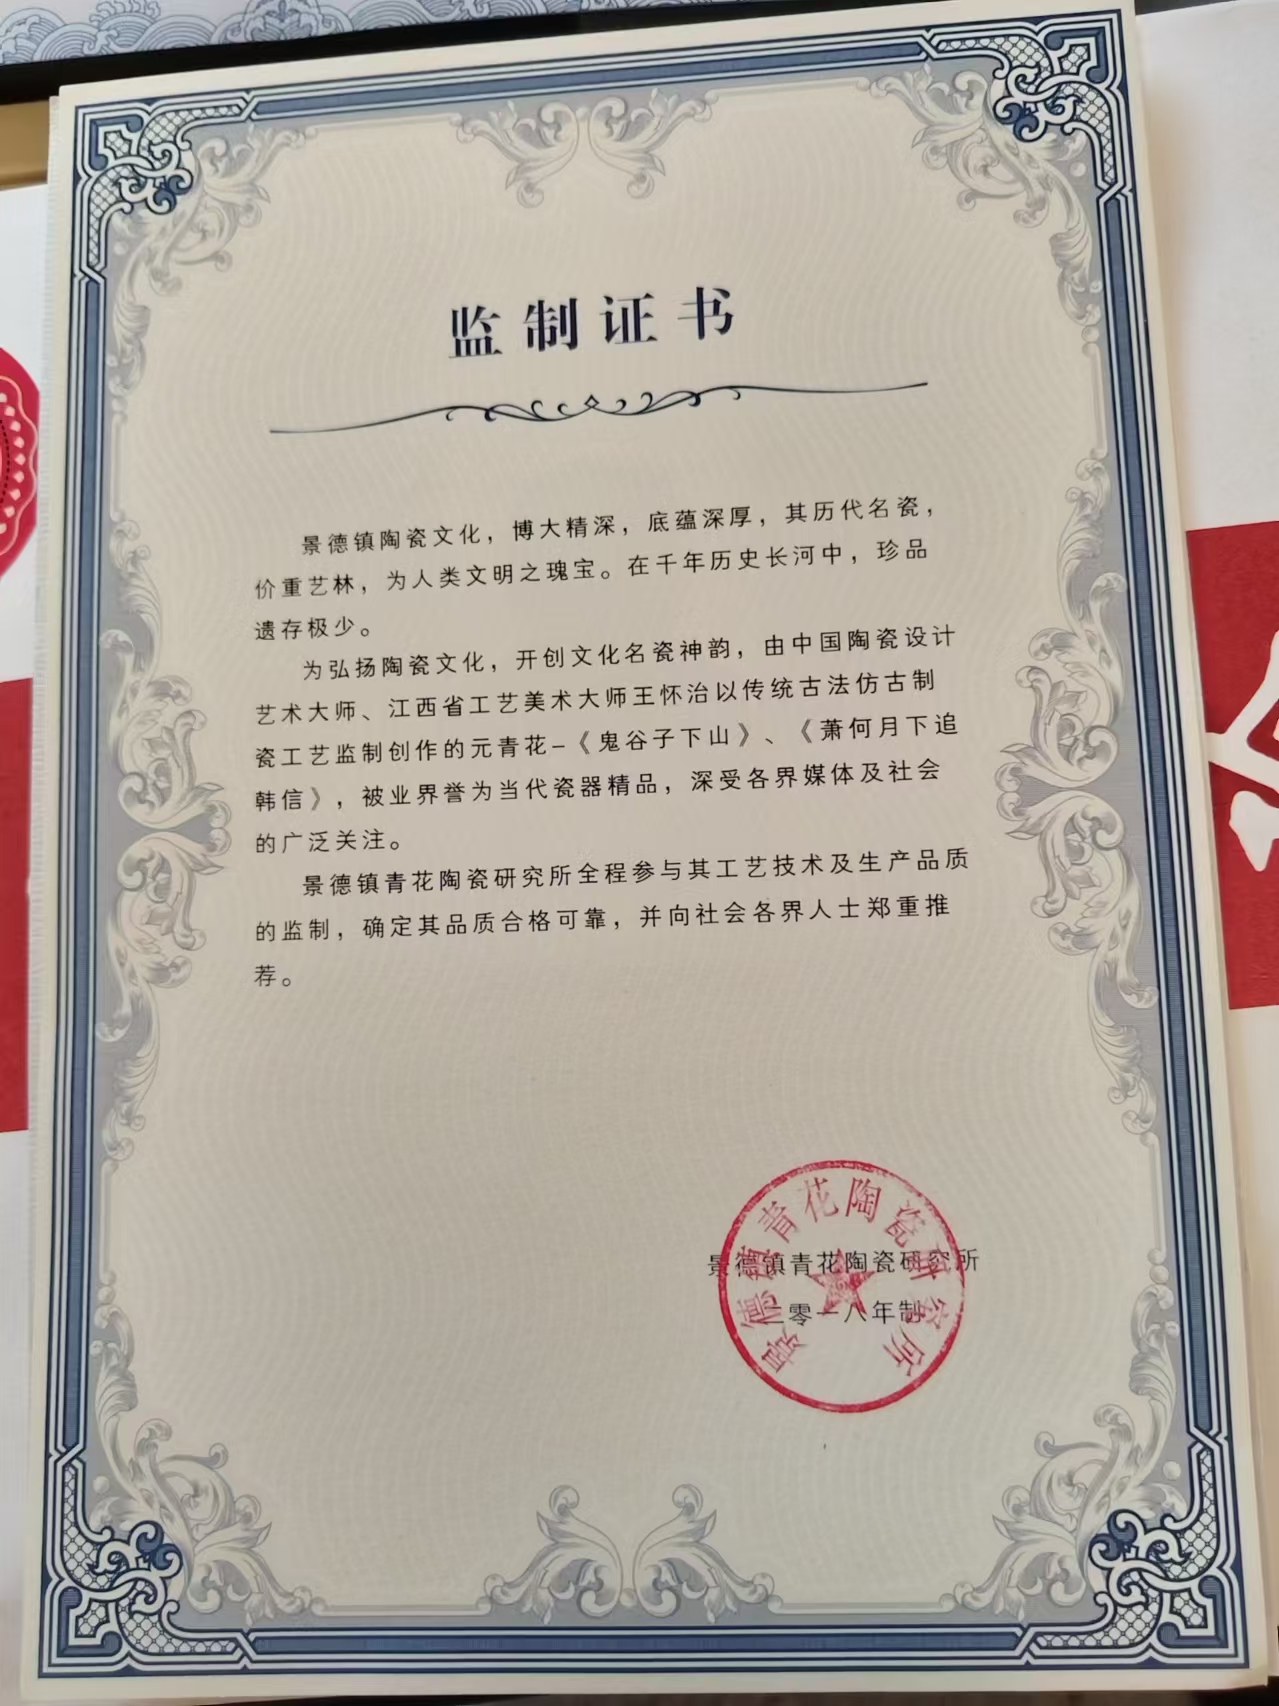 监制证书
景德镇陶瓷文化，博大精深，底蕴深厚，其历代名瓷，
价重艺林，为人类文明之瑰宝。在千年历史长河中，珍品
遗存极少。
为弘扬陶瓷文化，开创文化名瓷神韵，由中国陶瓷设计
艺术大师、江西省工艺美术大师王怀治以传统古法仿古制
瓷工艺监制创作的元青花–《鬼谷子下山》、《萧何月下追
韩信》，被业界誉为当代瓷器精品，深受各界媒体及社会
的广泛关注。
景德镇青花陶瓷研究所全程参与其工艺技术及生产品质
的监制，确定其品质合格可靠，并向社会各界人士郑重推
荐。
景德镇青花陶瓷研究所
景德镇青花陶瓷研究所
二零一八年制